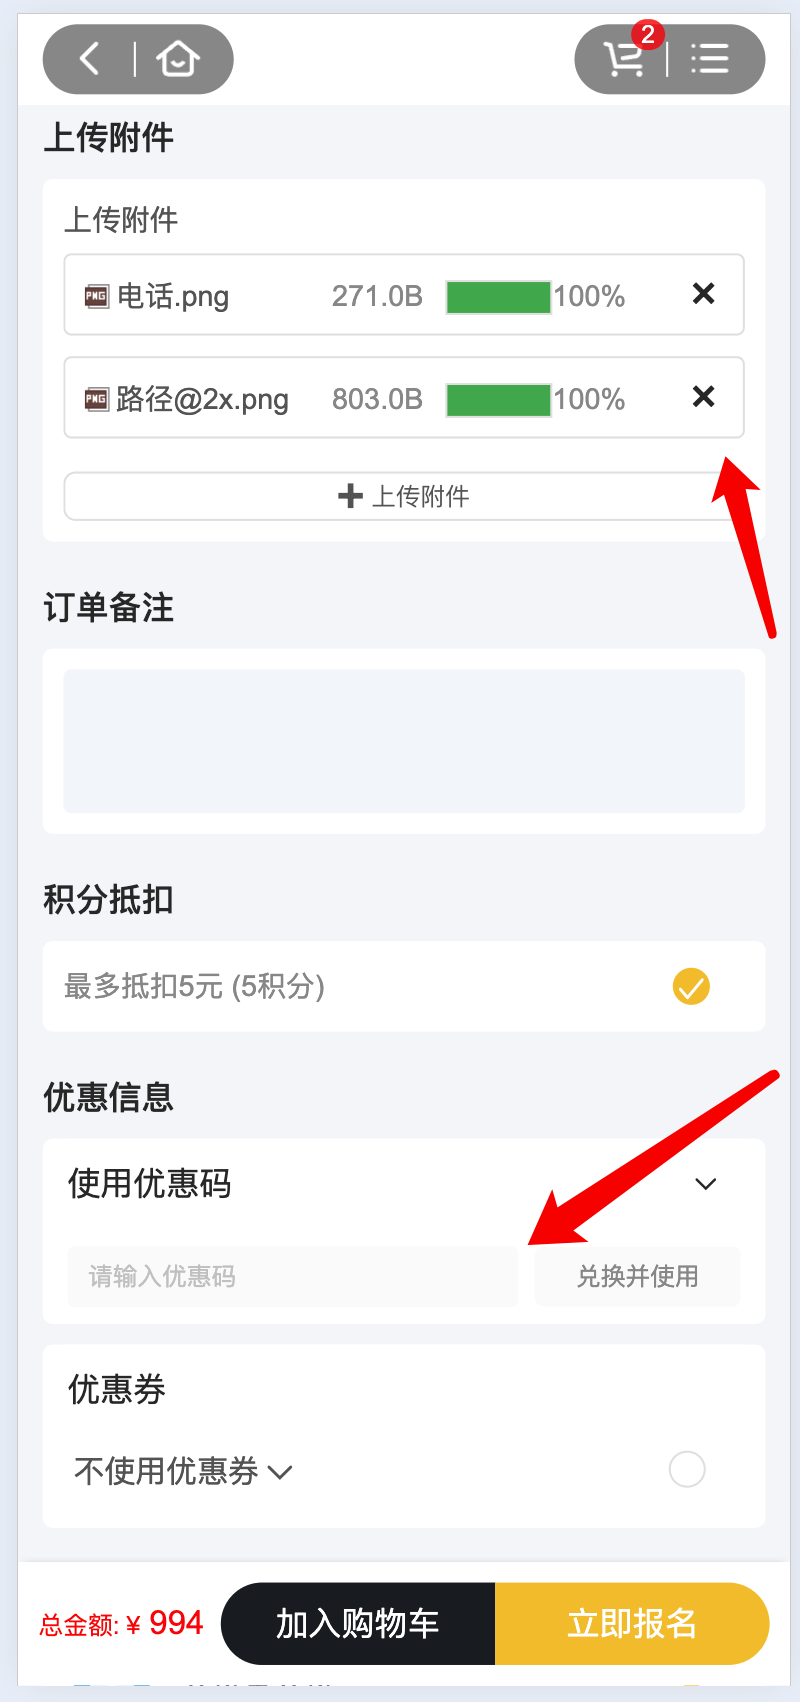 2
上传附件
上传附件
PNG 电话.png 271.0B 100% ×
PNG 路径@2x.png 803.0B 100% ×
+ 上传附件
订单备注
积分抵扣
最多抵扣5元 (5积分)
优惠信息
使用优惠码
请输入优惠码 兑换并使用
优惠券
不使用优惠券
总金额: ¥ 994 加入购物车 立即报名